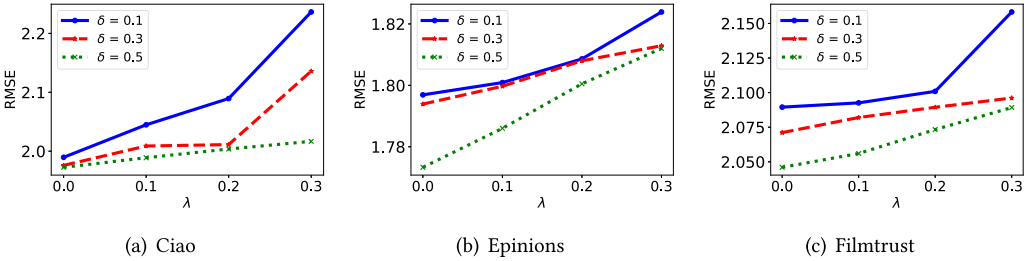 RMSE
2.2
2.1
2.0
δ = 0.1
δ = 0.3
δ = 0.5
0.0 0.1 0.2 0.3
λ
(a) Ciao
RMSE
1.82
1.80
1.78
δ = 0.1
δ = 0.3
δ = 0.5
0.0 0.1 0.2 0.3
λ
(b) Epinions
RMSE
2.150
2.125
2.100
2.075
2.050
δ = 0.1
δ = 0.3
δ = 0.5
0.0 0.1 0.2 0.3
λ
(c) Filmtrust